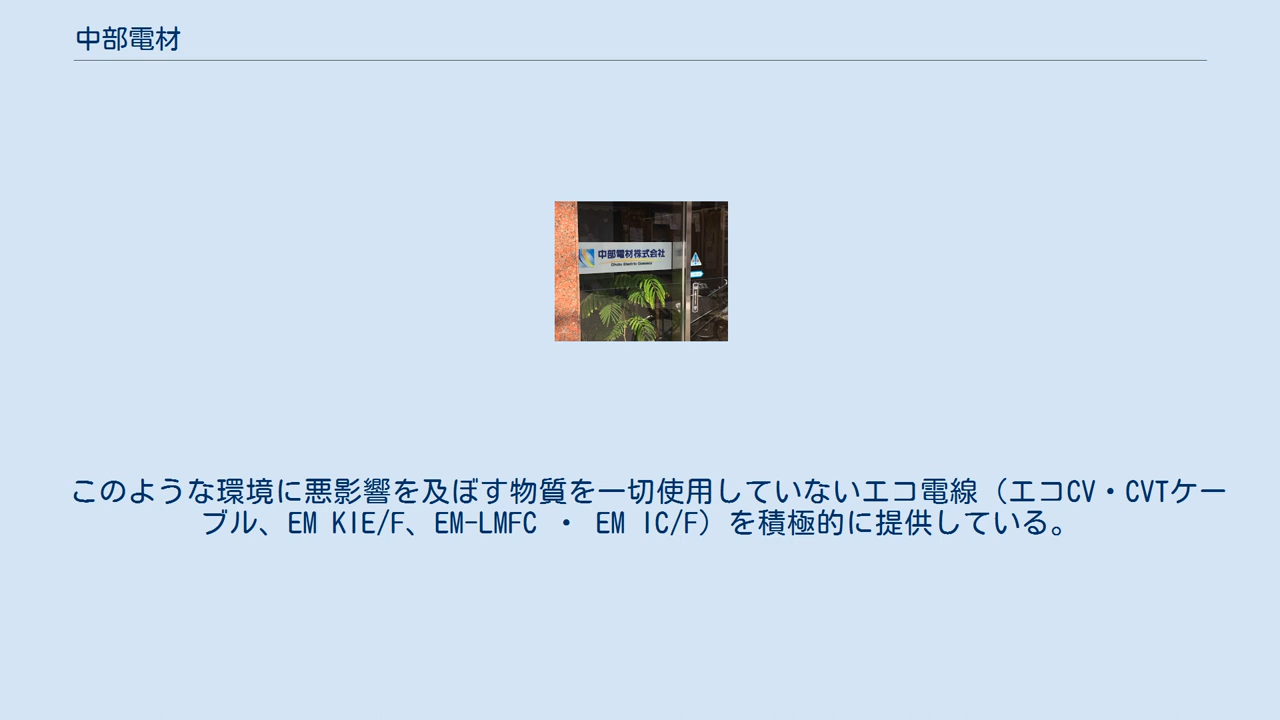 中部電材
中部電材株式会社
このような環境に悪影響を及ぼす物質を一切使用していないエコ電線（エコCV・CVTケー
ブル、EM KIE/F、EM-LMFC ・ EM IC/F）を積極的に提供している。